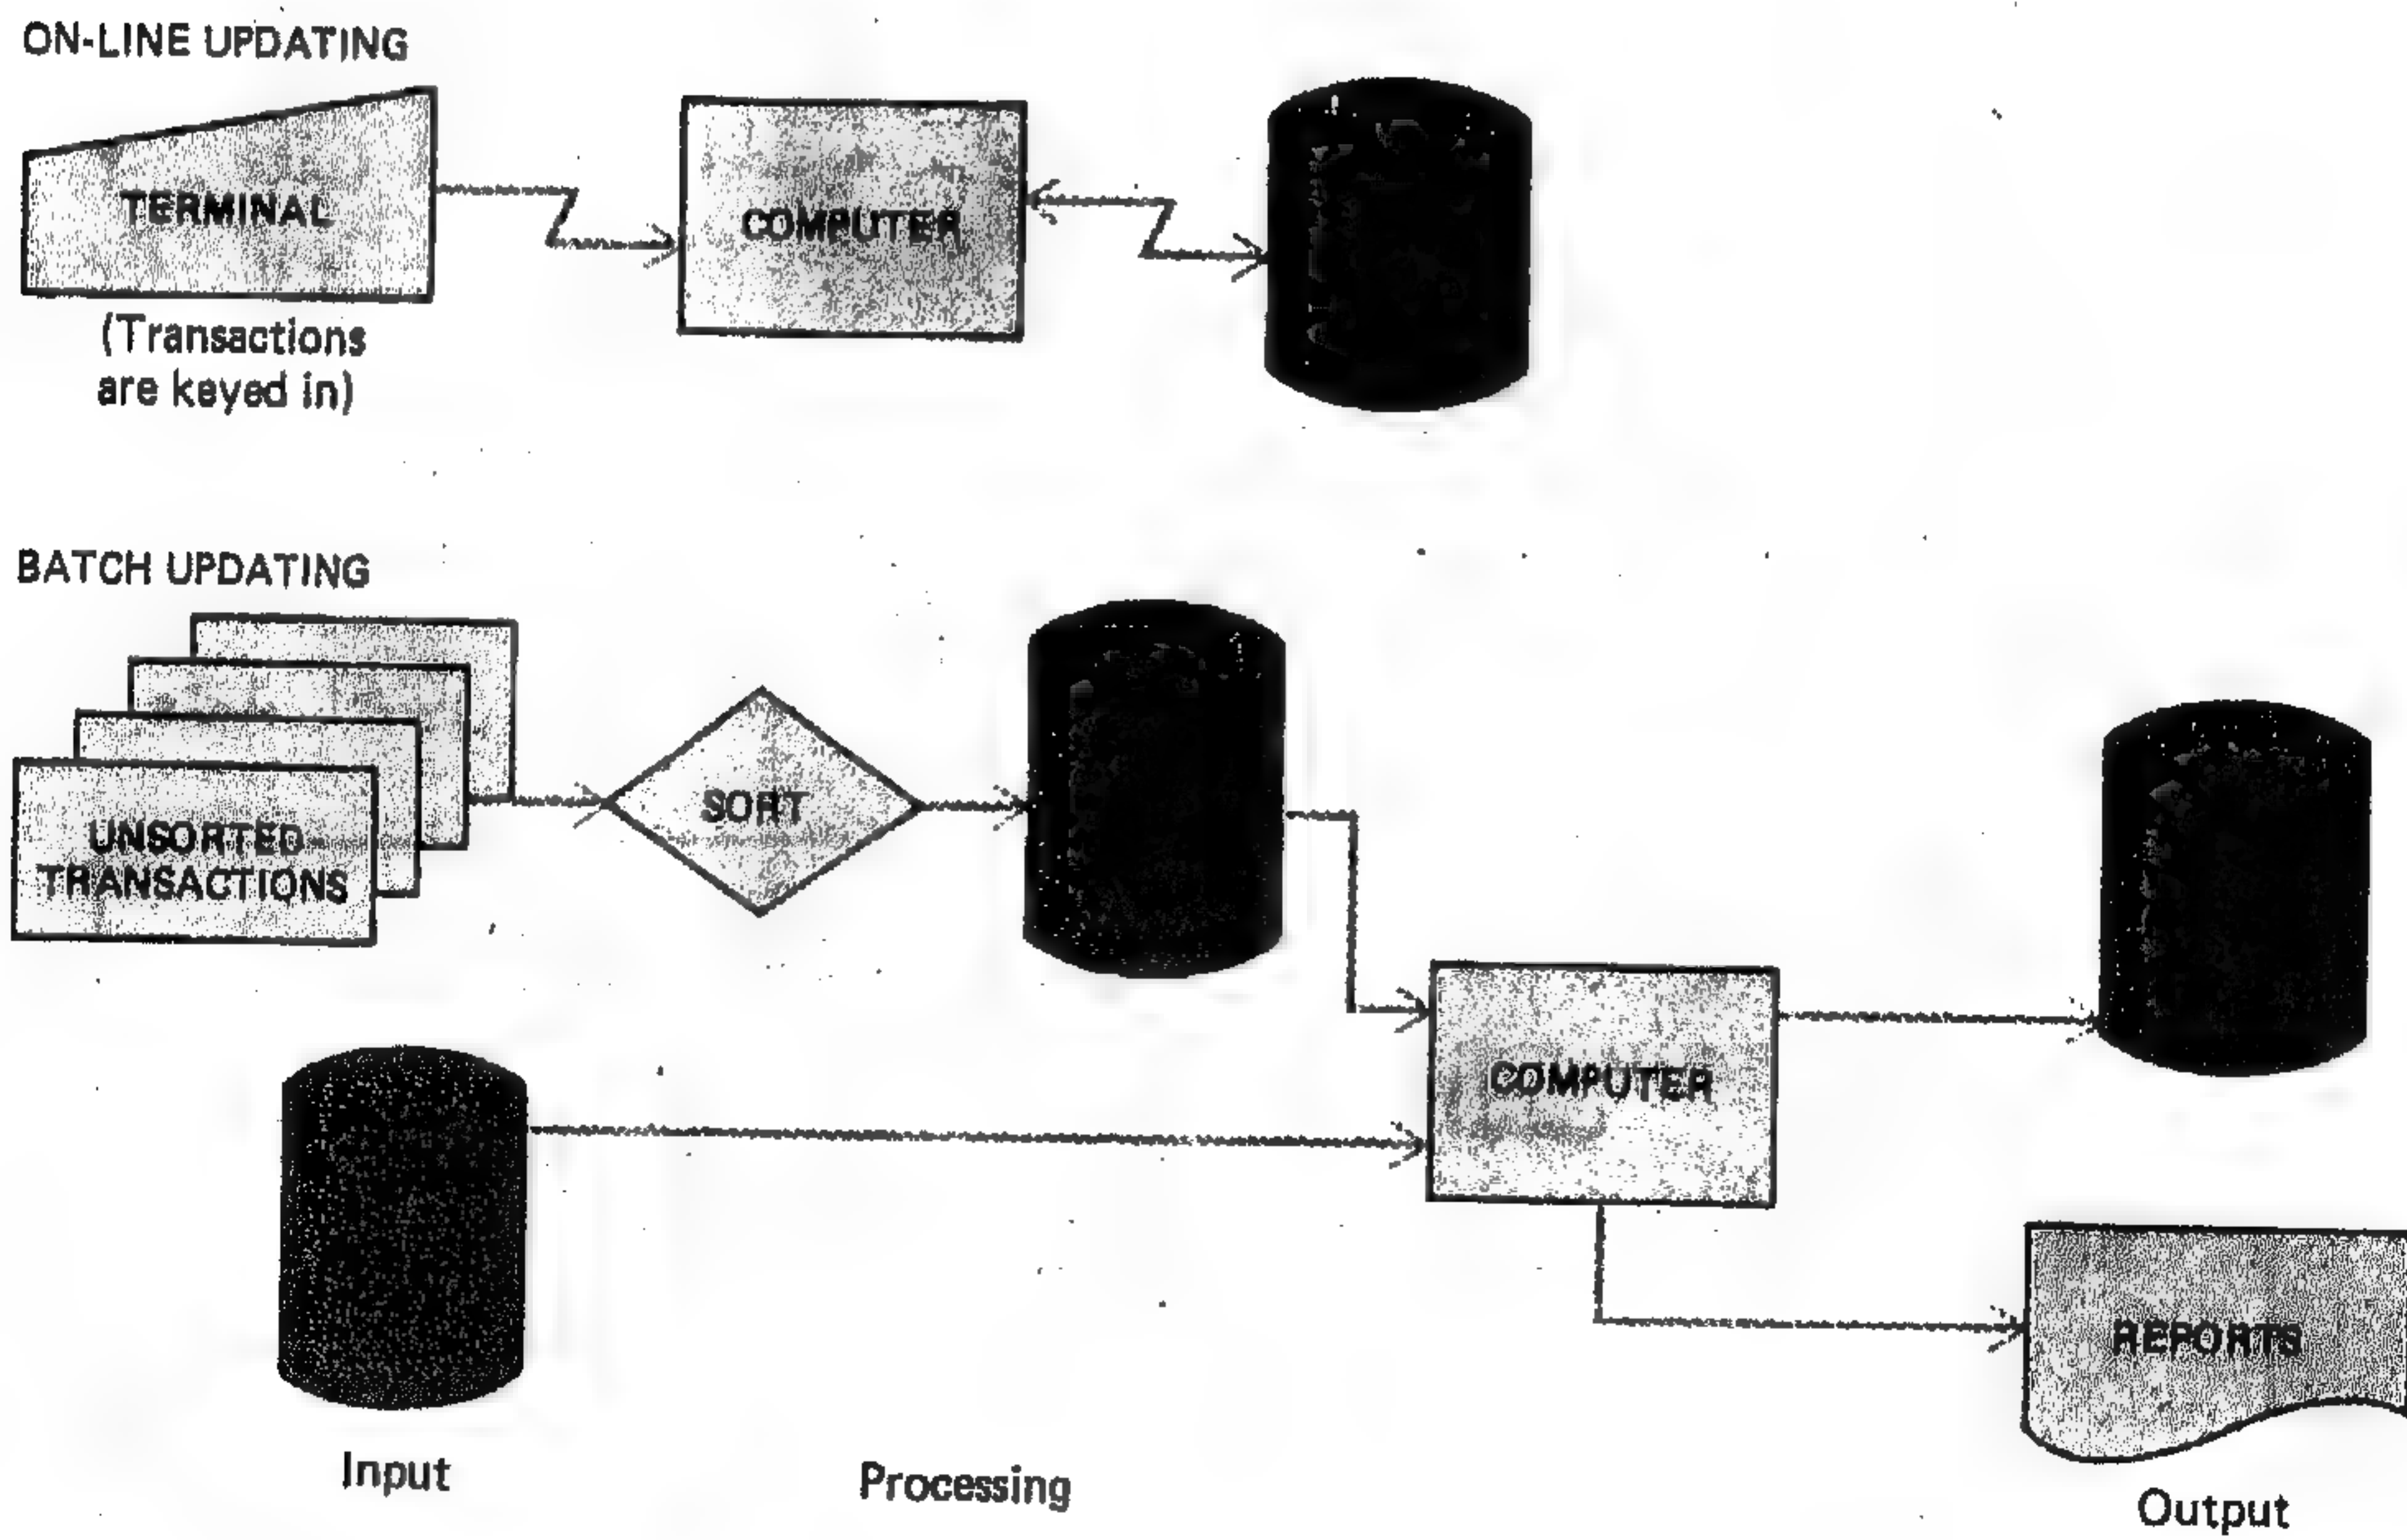 ON-LINE UPDATING
TERMINAL
COMPUTER
(Transactions
are keyed in)
BATCH UPDATING
UNSORTED
TRANSACTIONS
SORT
COMPUTER
REPORTS
Input
Processing
Output